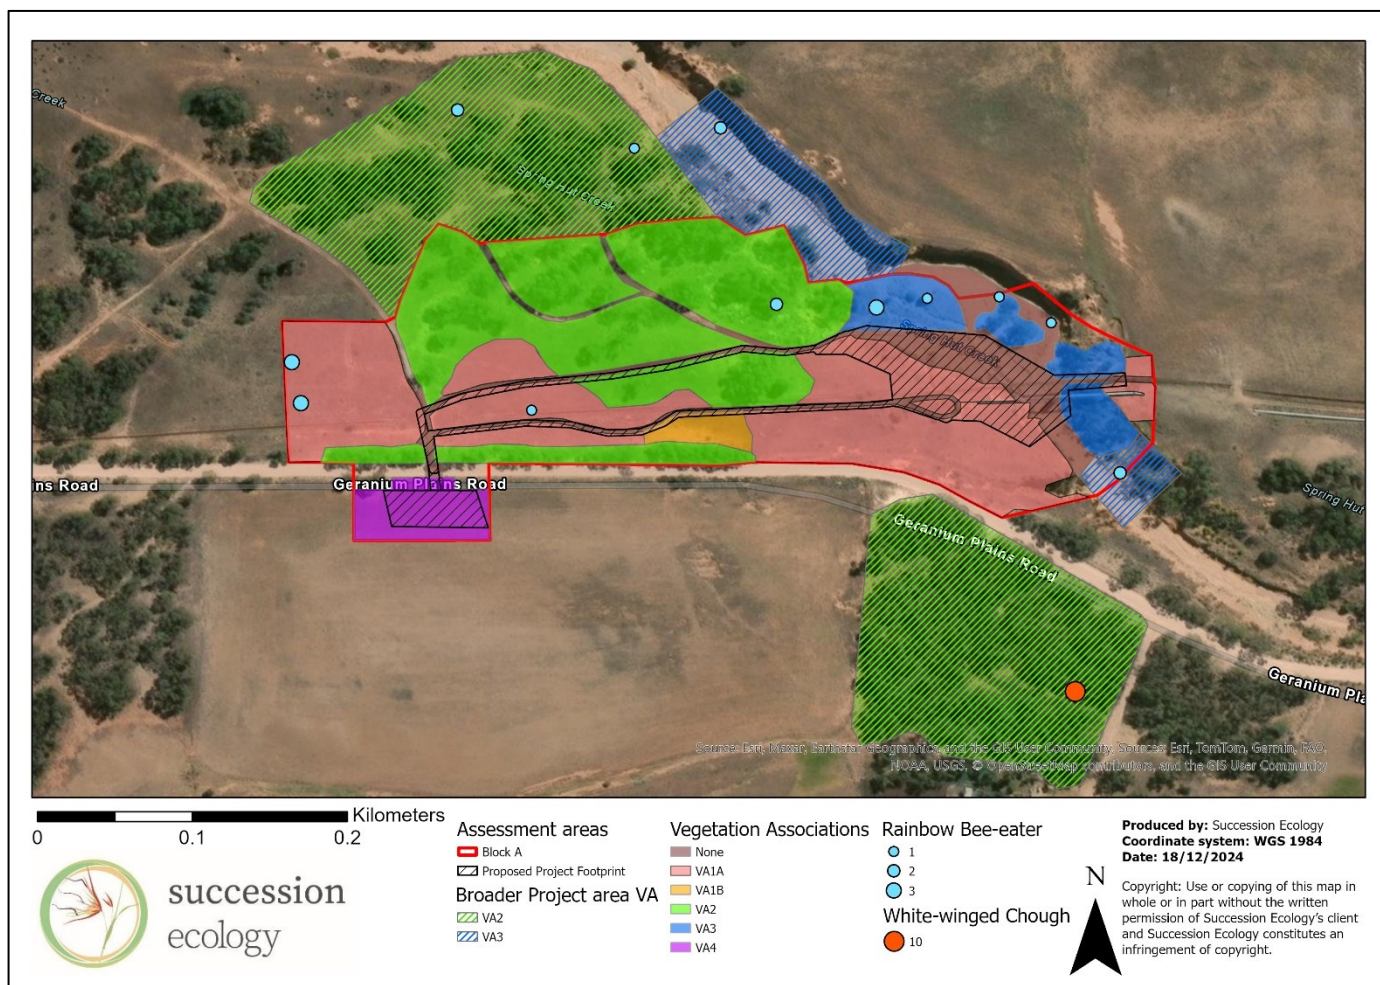 Creek
Spring Hut Creek
Spring Hut Creek
ins Road
Geranium Plains Road
Spring Hut
Geranium Plains Road
Geranium Pla
Source: Esri, Maxar, Earthstar Geographics, and the GIS User Community, Sources: Esri, TomTom, Garmin, FAO,
NOAA, USGS, © OpenStreetMap contributors, and the GIS User Community
Kilometers
0 0.1 0.2
succession
ecology
Assessment areas
Block A
Proposed Project Footprint
Broader Project area VA
VA2
VA3
Vegetation Associations
None
VA1A
VA1B
VA2
VA3
VA4
Rainbow Bee-eater
1
2
3
White-winged Chough
10
N
Produced by: Succession Ecology
Coordinate system: WGS 1984
Date: 18/12/2024
Copyright: Use or copying of this map in
whole or in part without the written
permission of Succession Ecology's client
and Succession Ecology constitutes an
infringement of copyright.